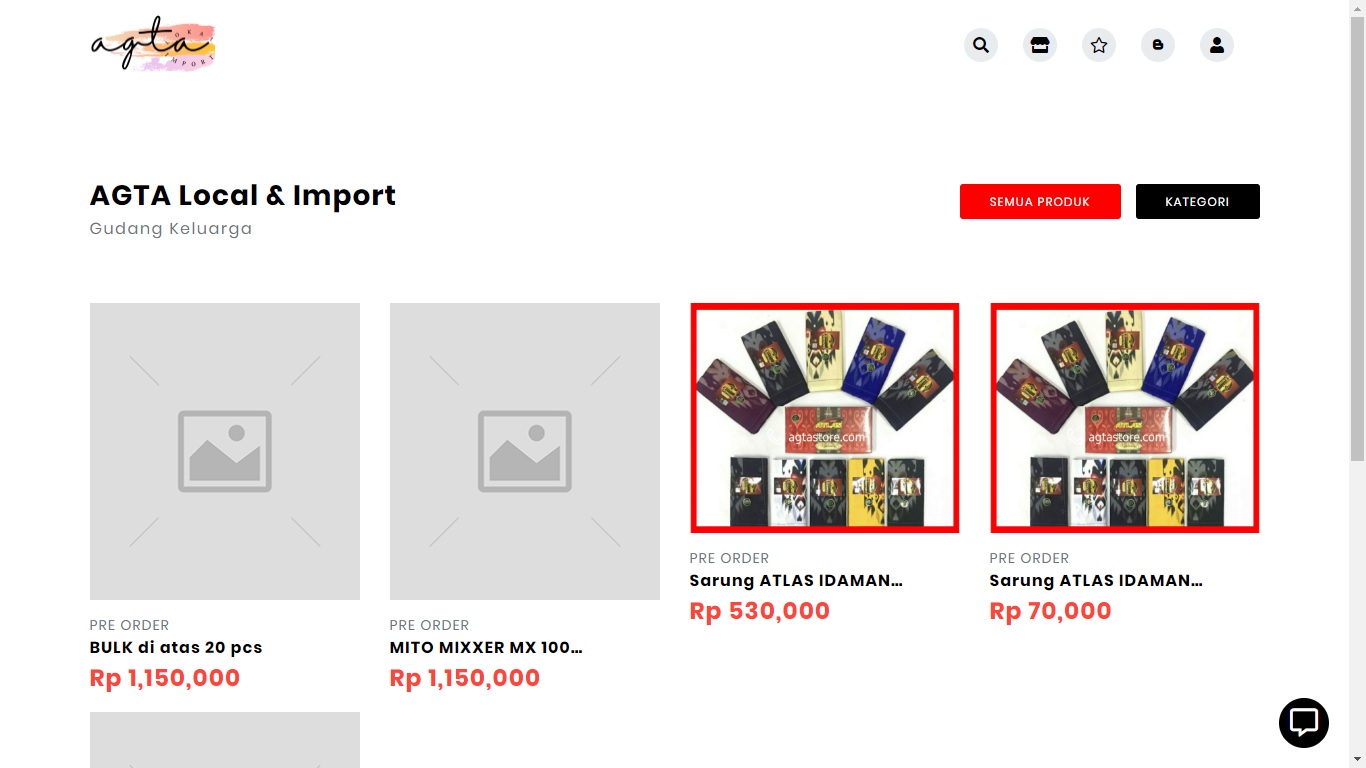 agta
LOKAL
IMPORT
AGTA Local & Import
Gudang Keluarga
SEMUA PRODUK
KATEGORI
agtastore.com
agtastore.com
PRE ORDER
Sarung ATLAS IDAMAN...
Rp 530,000
PRE ORDER
Sarung ATLAS IDAMAN...
Rp 70,000
PRE ORDER
BULK di atas 20 pcs
Rp 1,150,000
PRE ORDER
MITO MIXXER MX 100...
Rp 1,150,000